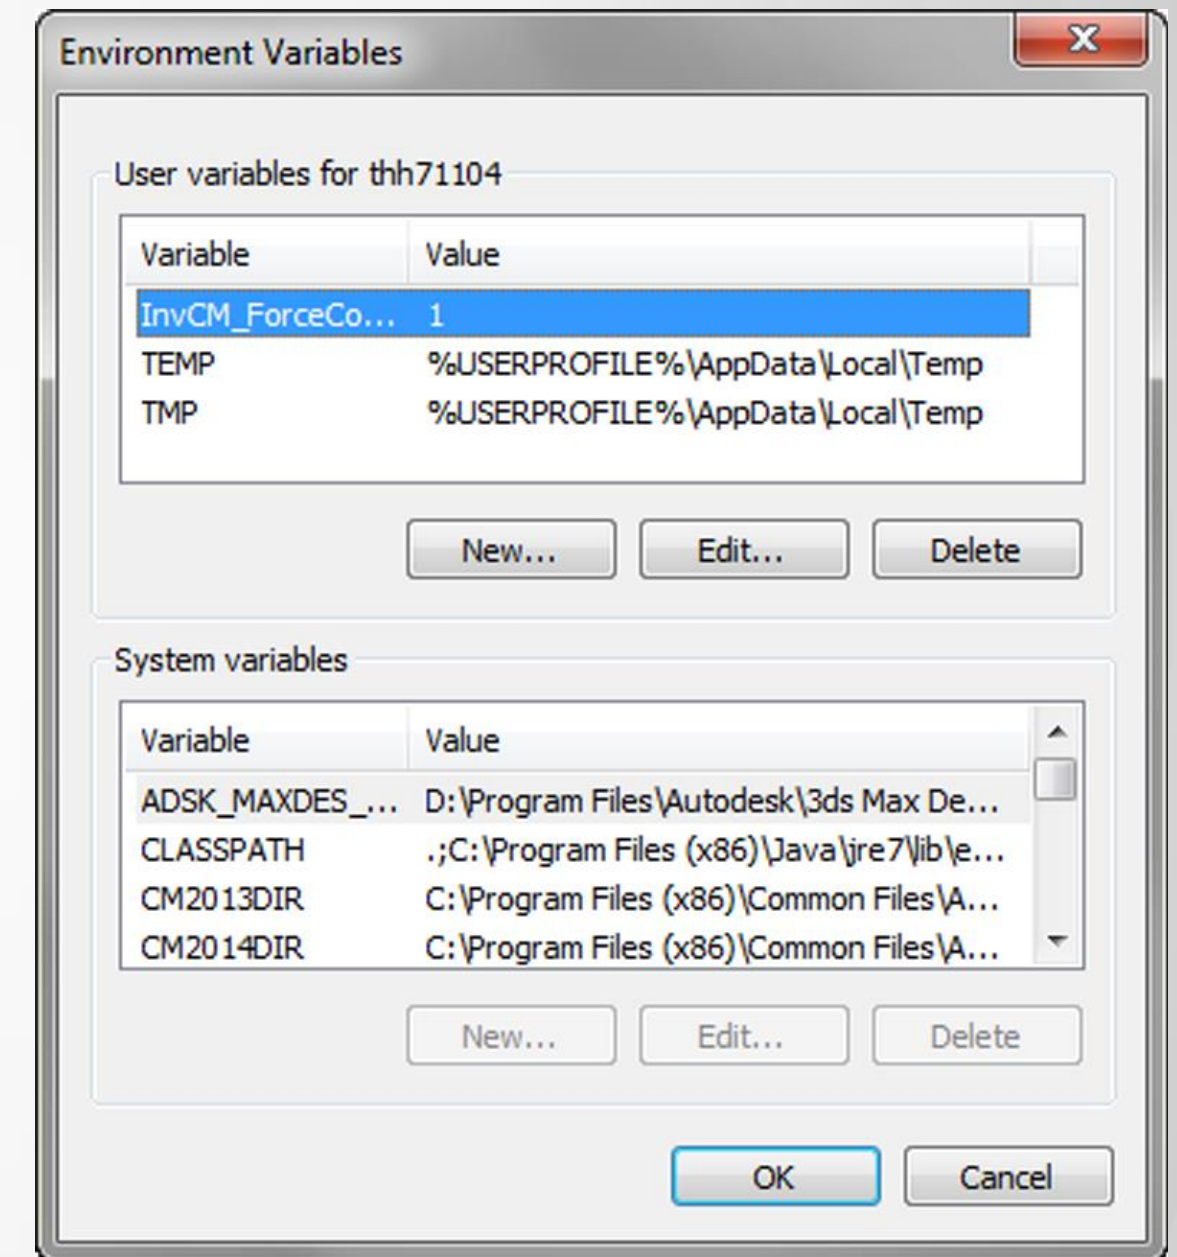 Environment Variables
User variables for thh71104
Variable Value
InvCM_ForceCo... 1
TEMP %USERPROFILE%\AppData\Local\Temp
TMP %USERPROFILE%\AppData\Local\Temp
New... Edit... Delete
System variables
Variable Value
ADSK_MAXDES_... D:\Program Files\Autodesk\3ds Max De...
CLASSPATH .;C:\Program Files (x86)\Java\jre7\lib\e...
CM2013DIR C:\Program Files (x86)\Common Files\A...
CM2014DIR C:\Program Files (x86)\Common Files\A...
New... Edit... Delete
OK Cancel